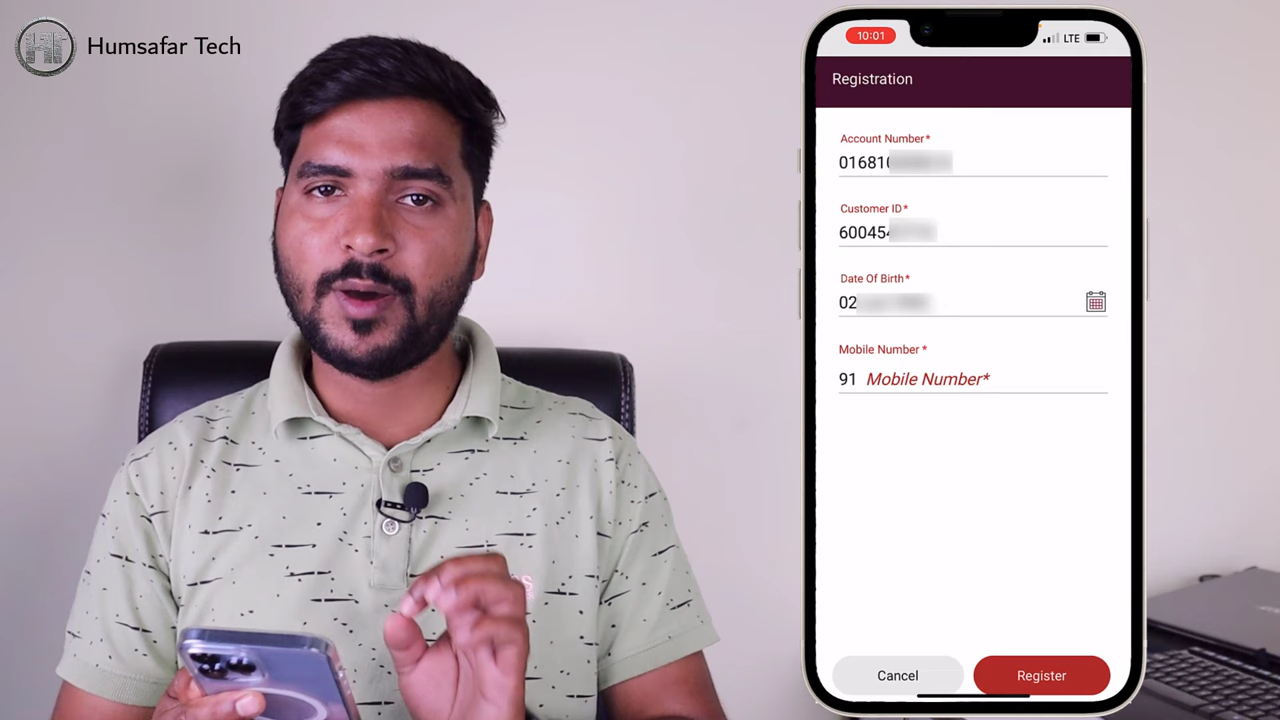 Humsafar Tech
10:01
LTE
Registration
Account Number*
01681
Customer ID*
60045
Date Of Birth*
02
Mobile Number *
91 Mobile Number*
Cancel
Register